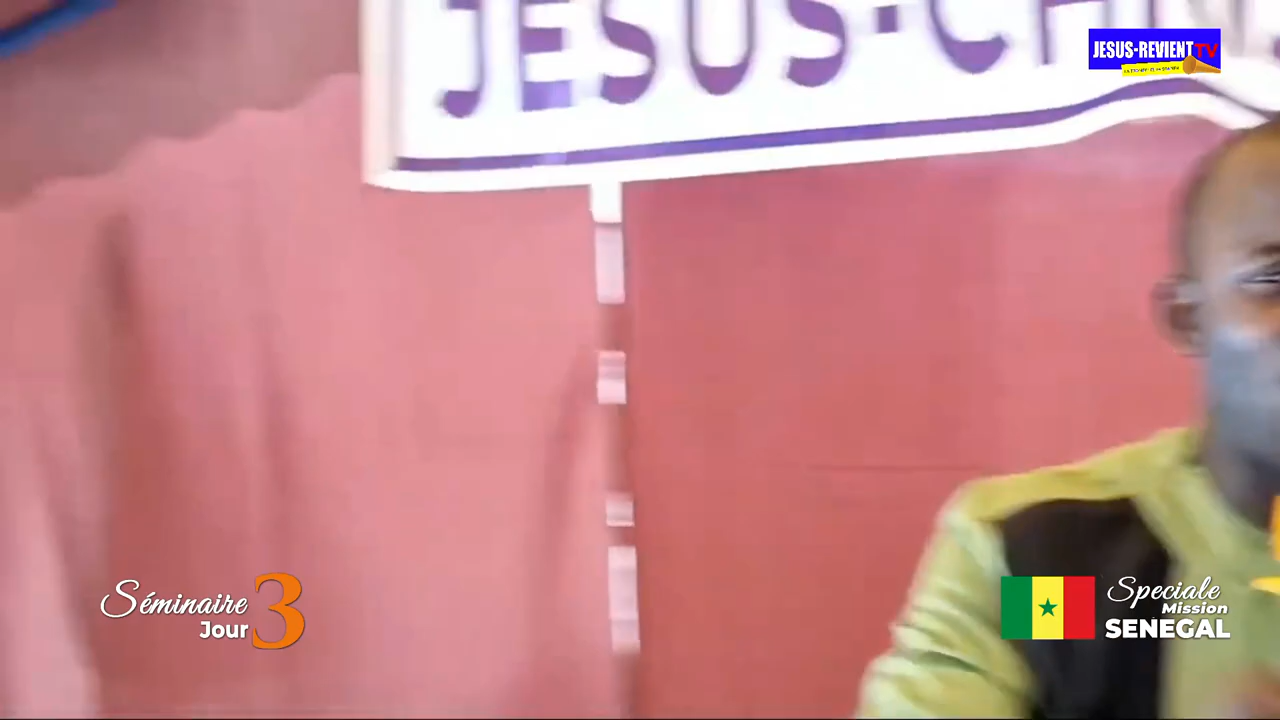 JESUS-CH
JESUS-REVIENT TV
Séminaire
Jour 3
Speciale
Mission
SENEGAL